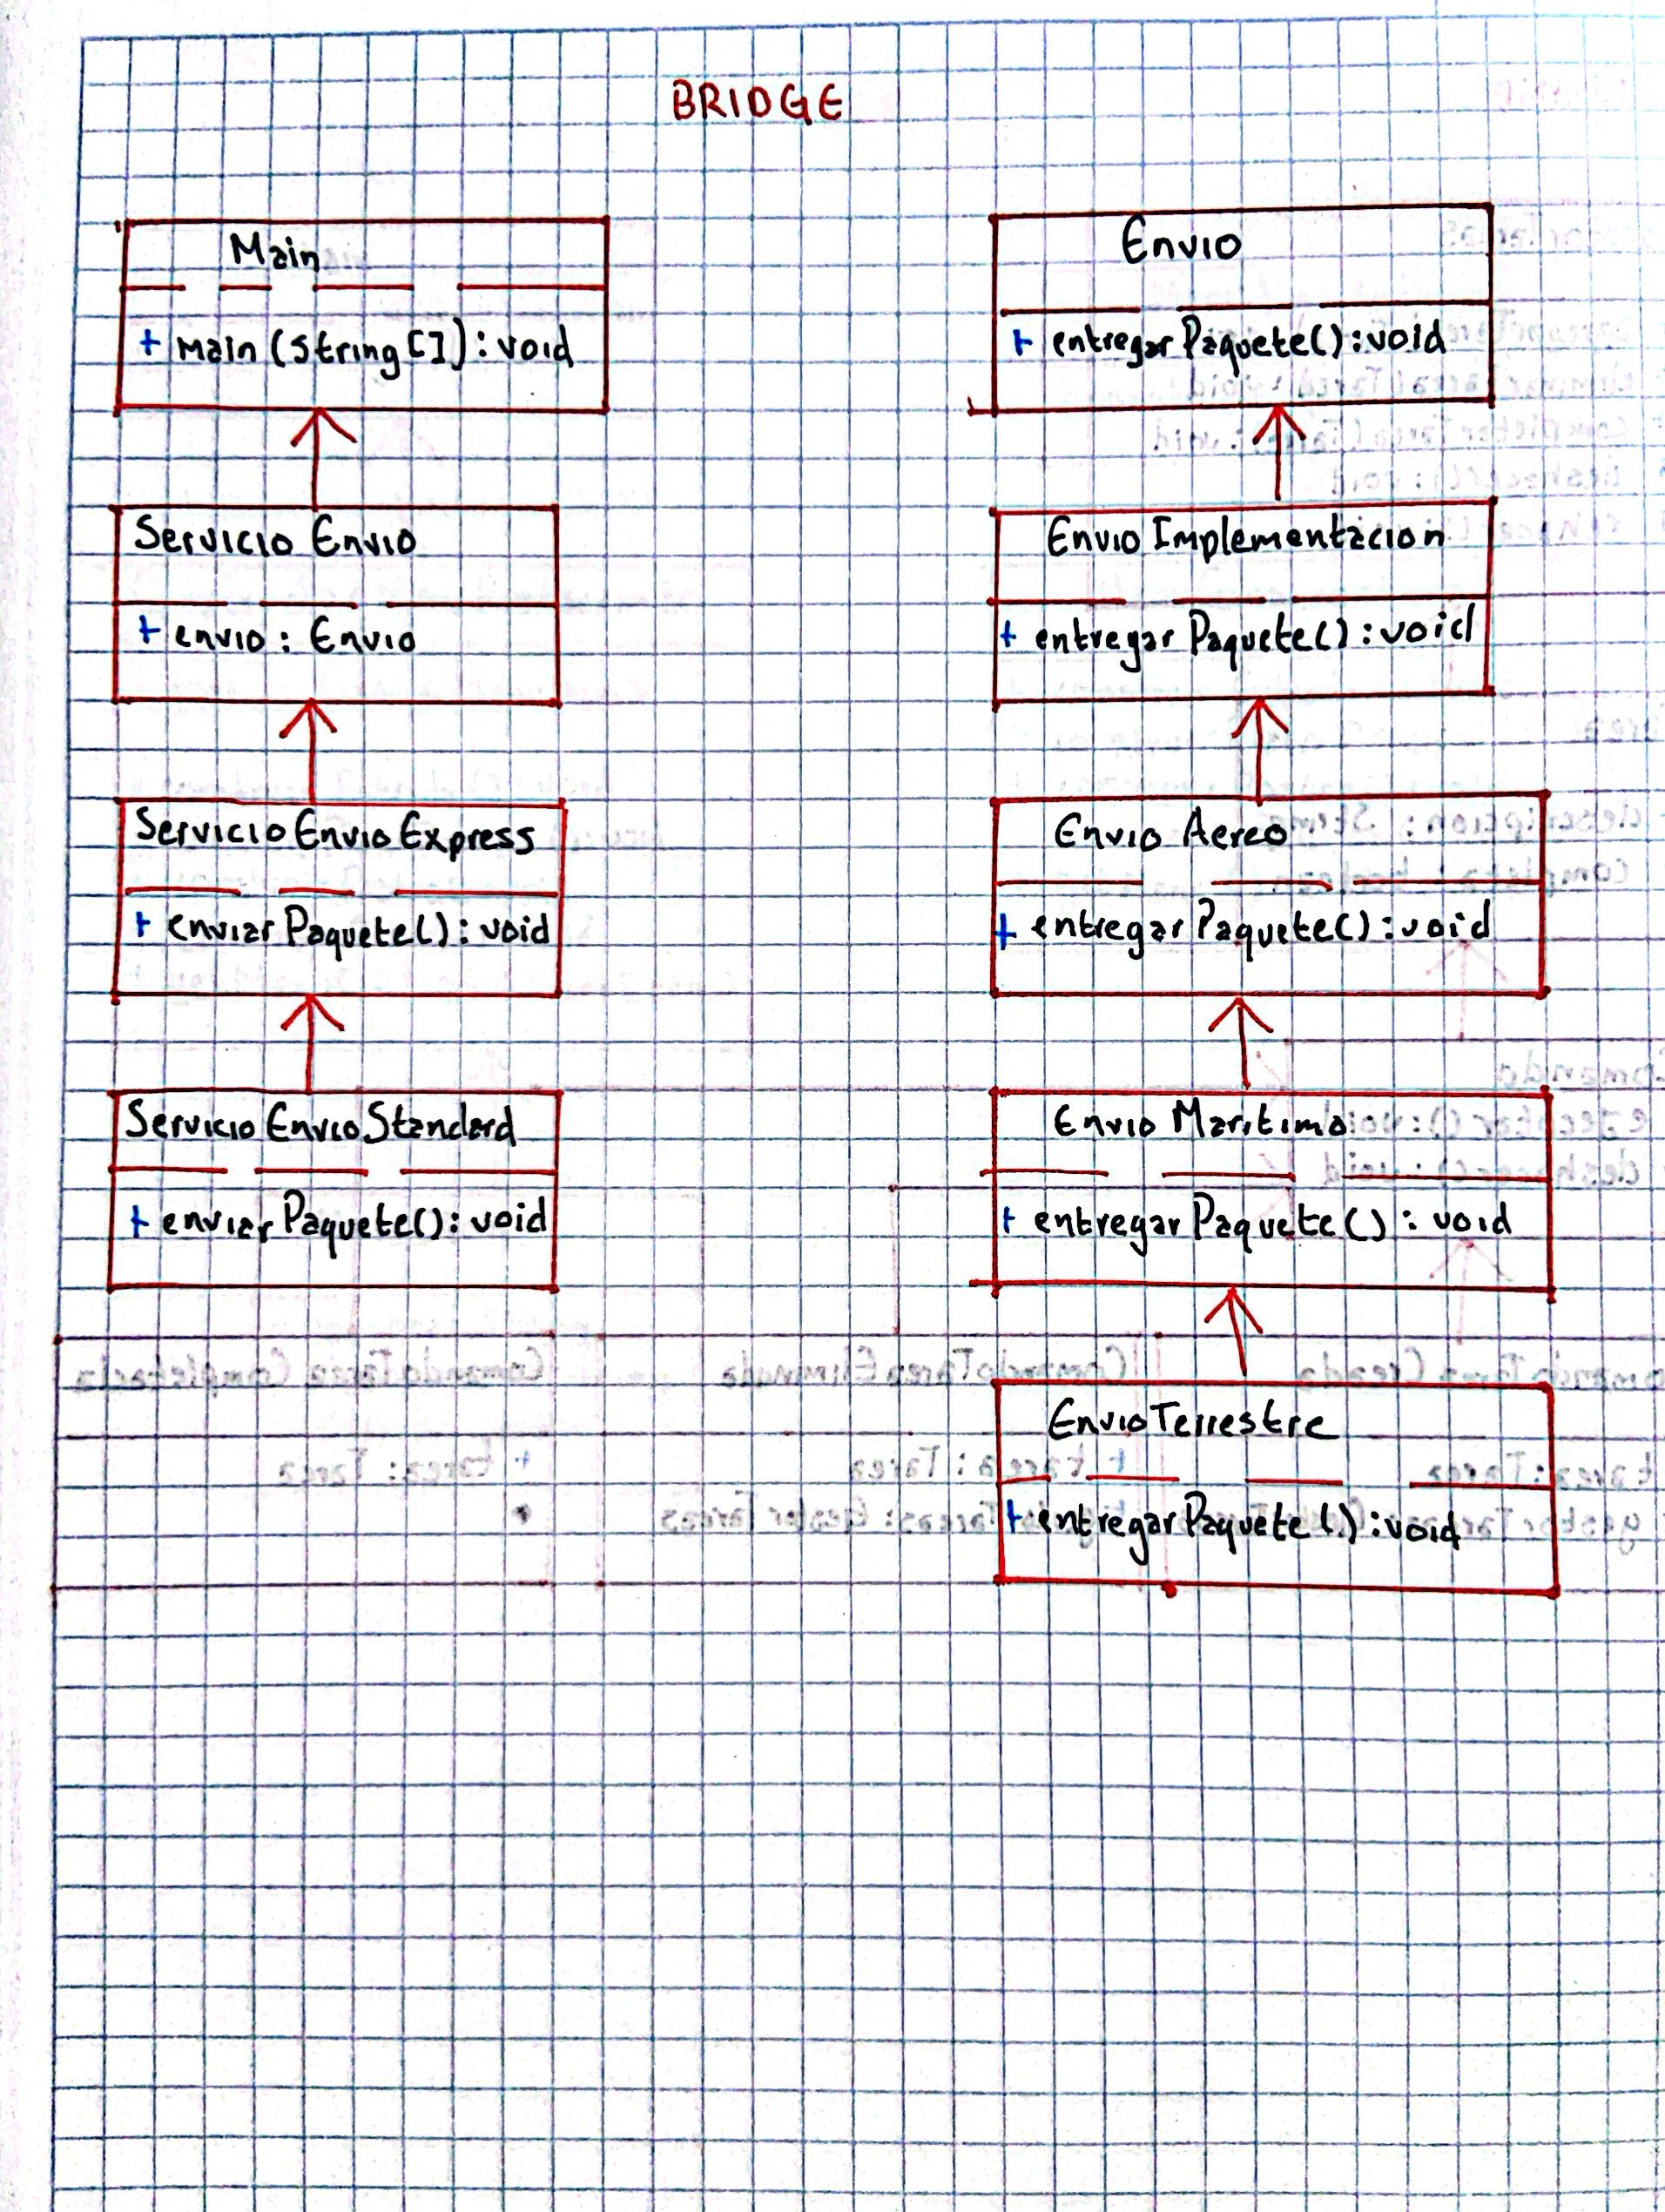 BRIDGE
Main
+ main (String []) : void
Servicio Envio
+ envio : Envio
Servicio Envio Express
+ enviar Paquete() : void
Servicio Envio Standard
+ enviar Paquete() : void
Envio
+ entregar Paquete() : void
Envio Implementacion
+ entregar Paquete() : void
Envio Aereo
+ entregar Paquete() : void
Envio Maritimo
+ entregar Paquete () : void
Envio Terrestre
+ entregar Paquete () : void